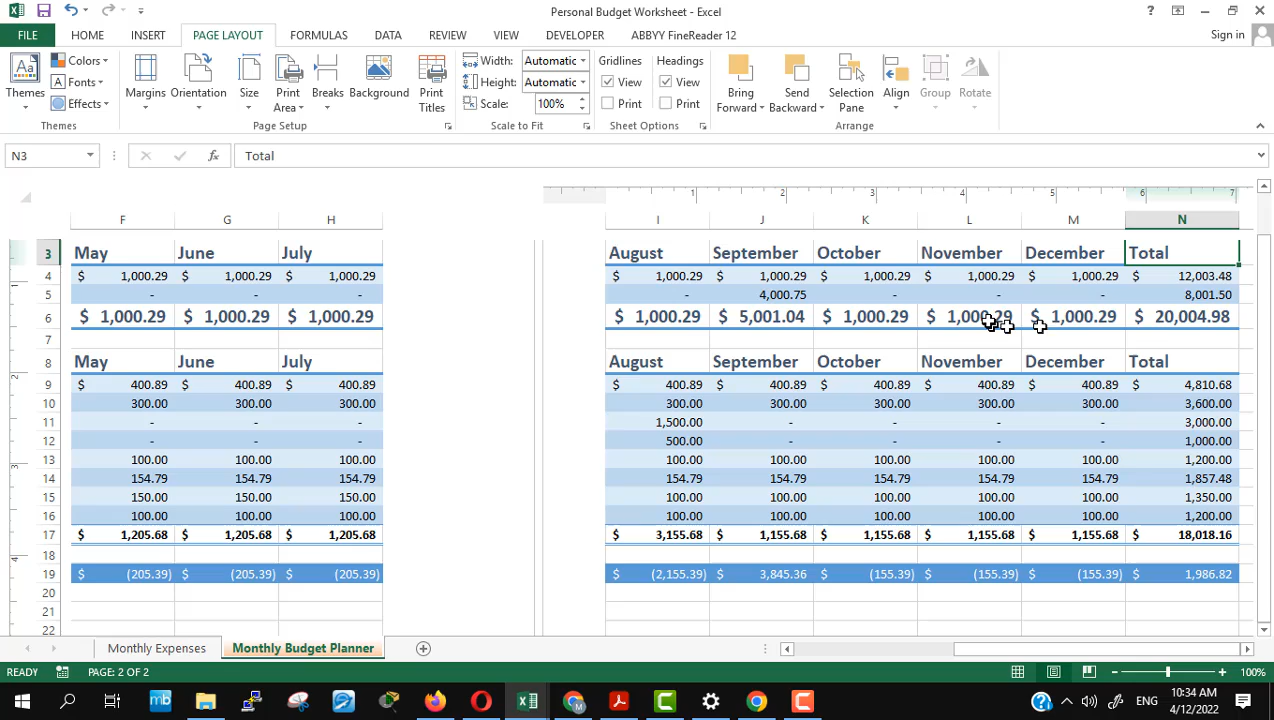 Personal Budget Worksheet - Excel
FILE HOME INSERT PAGE LAYOUT FORMULAS DATA REVIEW VIEW DEVELOPER ABBYY FineReader 12 Sign in
Themes Colors Fonts Effects
Margins Orientation Size Print Area Breaks Background Print Titles
Width: Automatic
Height: Automatic
Scale: 100%
Gridlines Headings
View View
Print Print
Bring Forward Send Backward Selection Pane Align Group Rotate
Themes Page Setup Scale to Fit Sheet Options Arrange
N3 fx Total
1 2 3 4 5 6 7
F G H I J K L M N
3 May June July August September October November December Total
4 $ 1,000.29 $ 1,000.29 $ 1,000.29 $ 1,000.29 $ 1,000.29 $ 1,000.29 $ 1,000.29 $ 1,000.29 $ 12,003.48
5 - - - - 4,000.75 - - - 8,001.50
6 $ 1,000.29 $ 1,000.29 $ 1,000.29 $ 1,000.29 $ 5,001.04 $ 1,000.29 $ 1,000.29 $ 1,000.29 $ 20,004.98
7
8 May June July August September October November December Total
9 $ 400.89 $ 400.89 $ 400.89 $ 400.89 $ 400.89 $ 400.89 $ 400.89 $ 400.89 $ 4,810.68
10 300.00 300.00 300.00 300.00 300.00 300.00 300.00 300.00 3,600.00
11 - - - 1,500.00 - - - - 3,000.00
12 - - - 500.00 - - - - 1,000.00
13 100.00 100.00 100.00 100.00 100.00 100.00 100.00 100.00 1,200.00
14 154.79 154.79 154.79 154.79 154.79 154.79 154.79 154.79 1,857.48
15 150.00 150.00 150.00 100.00 100.00 100.00 100.00 100.00 1,350.00
16 100.00 100.00 100.00 100.00 100.00 100.00 100.00 100.00 1,200.00
17 $ 1,205.68 $ 1,205.68 $ 1,205.68 $ 3,155.68 $ 1,155.68 $ 1,155.68 $ 1,155.68 $ 1,155.68 $ 18,018.16
18
19 $ (205.39) $ (205.39) $ (205.39) $ (2,155.39) $ 3,845.36 $ (155.39) $ (155.39) $ (155.39) $ 1,986.82
20
21
22
Monthly Expenses Monthly Budget Planner
READY PAGE: 2 OF 2 100%
mb ENG 10:34 AM
4/12/2022